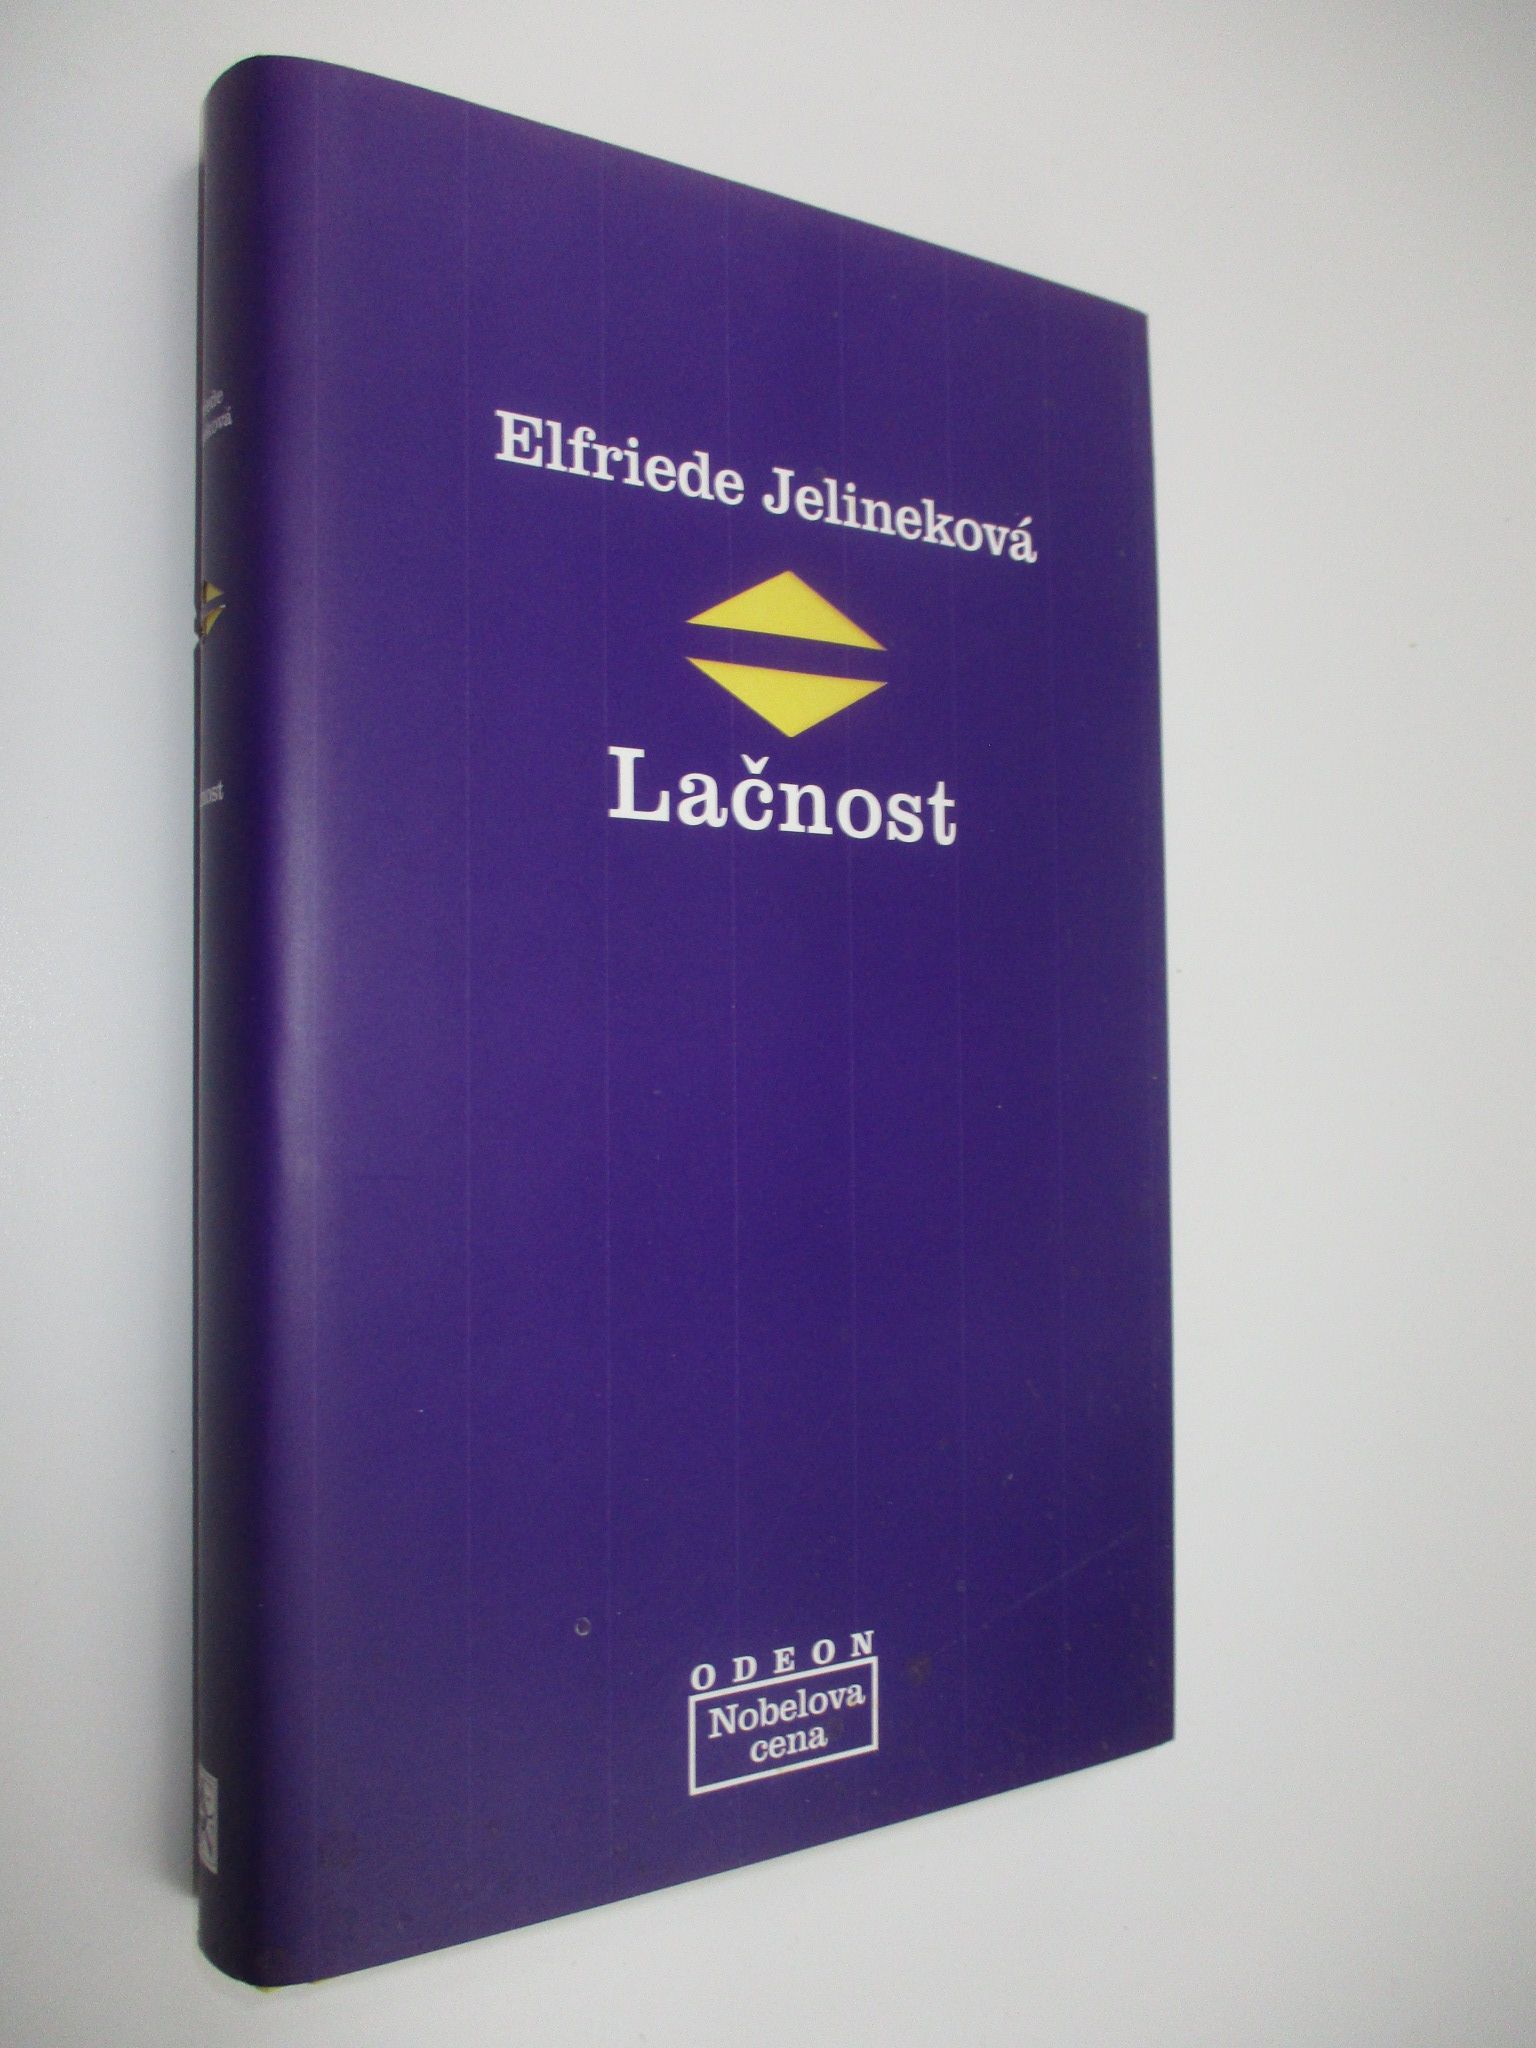 Elfriede Jelineková
Lačnost
ODEON
Nobelova
cena